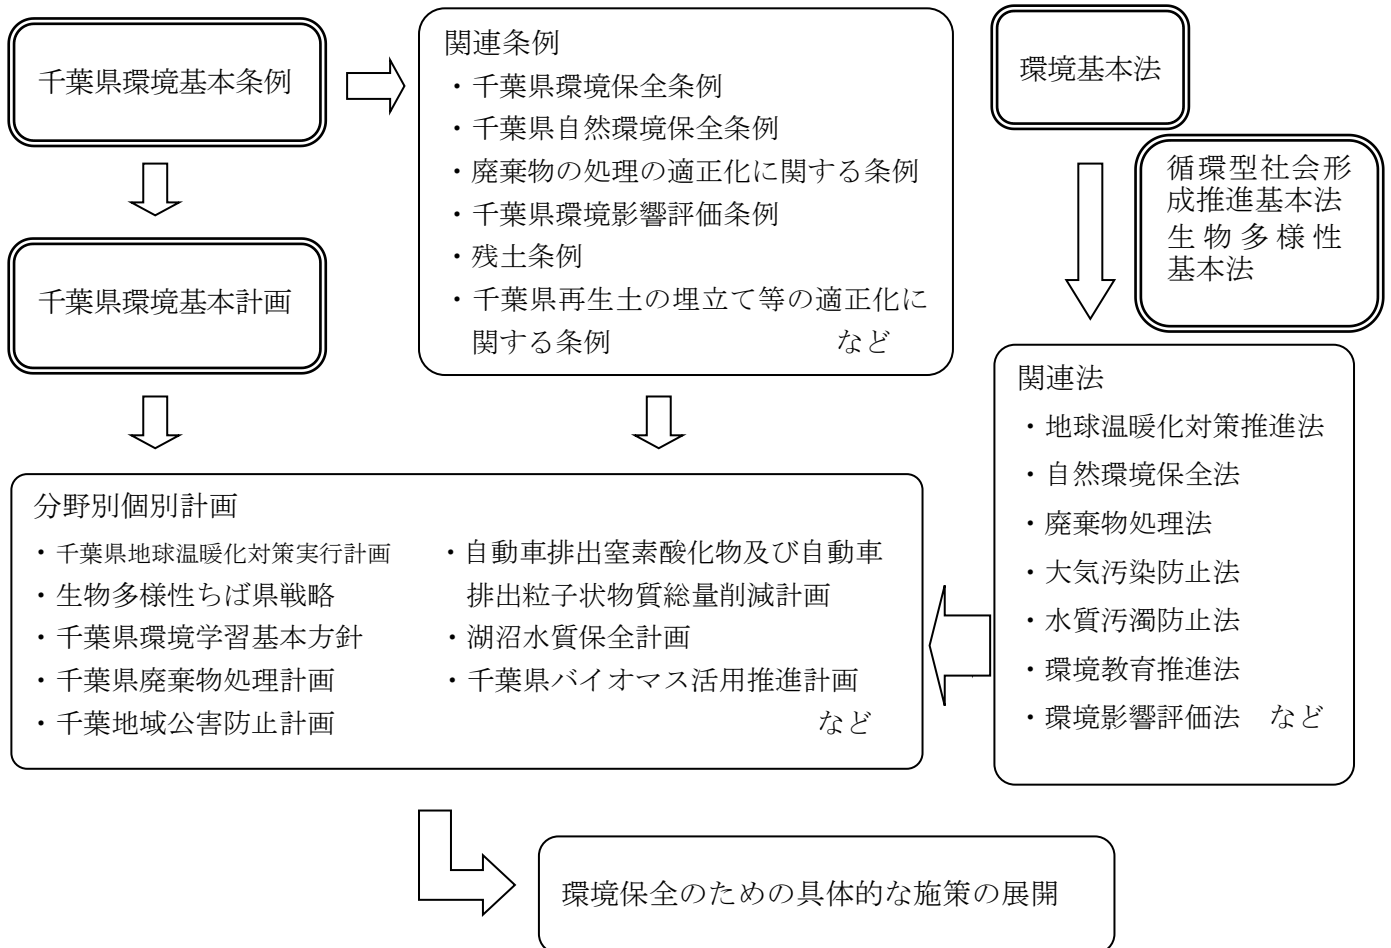 千葉県環境基本条例
関連条例
・千葉県環境保全条例
・千葉県自然環境保全条例
・廃棄物の処理の適正化に関する条例
・千葉県環境影響評価条例
・残土条例
・千葉県再生土の埋立て等の適正化に
関する条例 など
環境基本法
循環型社会形
成推進基本法
生物多様性
基本法
千葉県環境基本計画
関連法
・地球温暖化対策推進法
・自然環境保全法
・廃棄物処理法
・大気汚染防止法
・水質汚濁防止法
・環境教育推進法
・環境影響評価法 など
分野別個別計画
・千葉県地球温暖化対策実行計画
・生物多様性ちば県戦略
・千葉県環境学習基本方針
・千葉県廃棄物処理計画
・千葉地域公害防止計画
・自動車排出窒素酸化物及び自動車
排出粒子状物質総量削減計画
・湖沼水質保全計画
・千葉県バイオマス活用推進計画
など
環境保全のための具体的な施策の展開